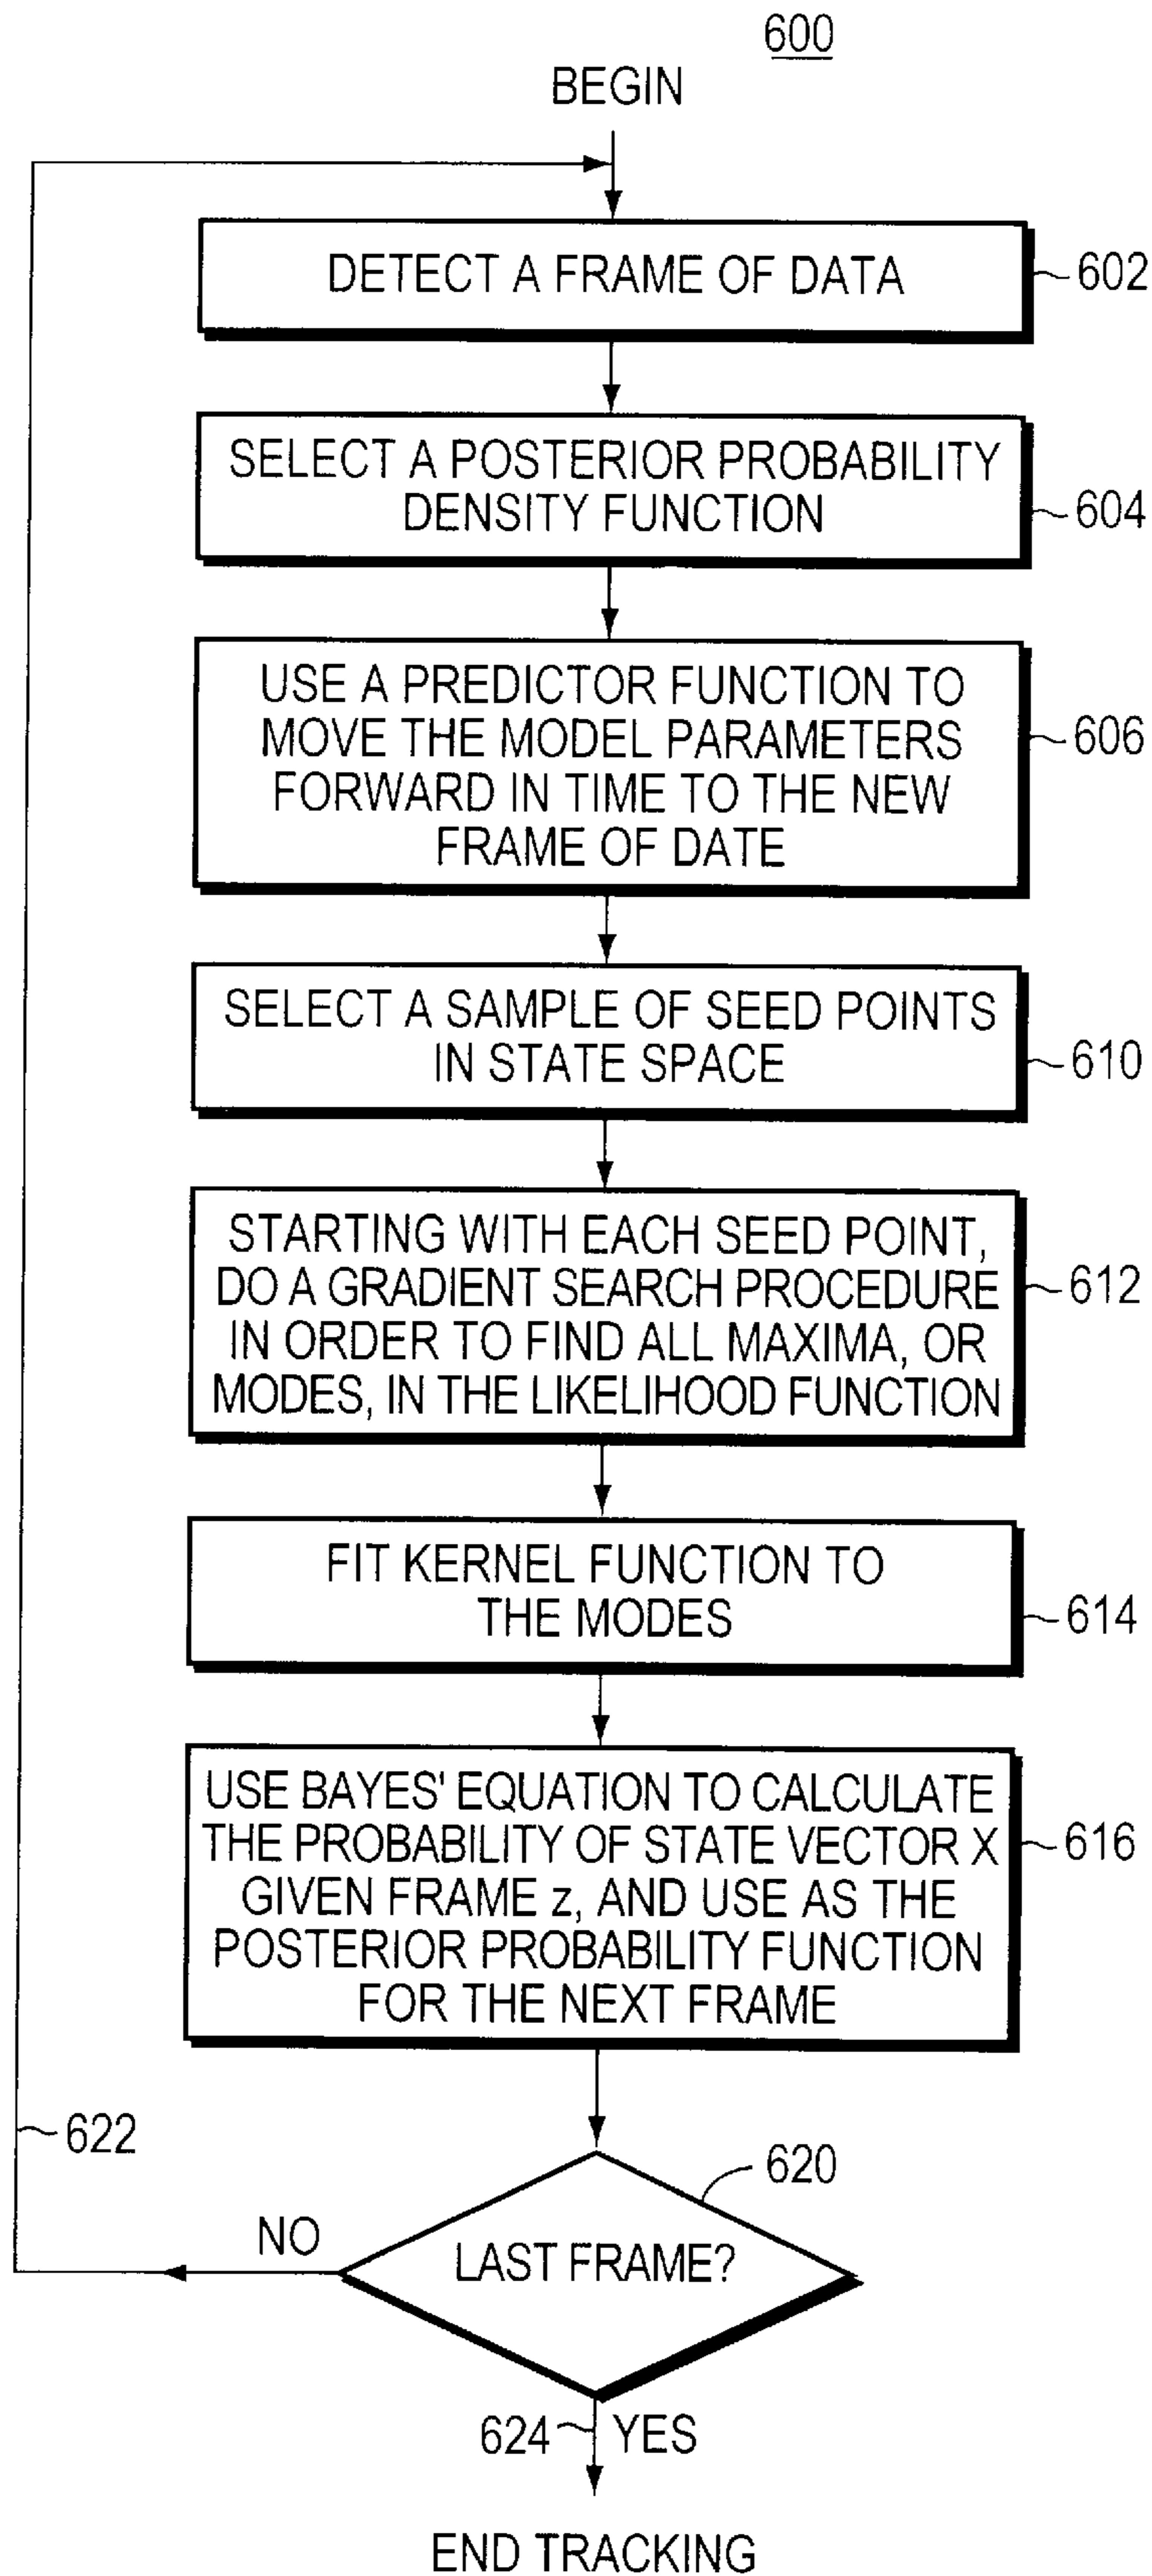 600
BEGIN
DETECT A FRAME OF DATA
602
SELECT A POSTERIOR PROBABILITY
DENSITY FUNCTION
604
USE A PREDICTOR FUNCTION TO
MOVE THE MODEL PARAMETERS
FORWARD IN TIME TO THE NEW
FRAME OF DATE
606
SELECT A SAMPLE OF SEED POINTS
IN STATE SPACE
610
STARTING WITH EACH SEED POINT,
DO A GRADIENT SEARCH PROCEDURE
IN ORDER TO FIND ALL MAXIMA, OR
MODES, IN THE LIKELIHOOD FUNCTION
612
FIT KERNEL FUNCTION TO
THE MODES
614
USE BAYES' EQUATION TO CALCULATE
THE PROBABILITY OF STATE VECTOR X
GIVEN FRAME z, AND USE AS THE
POSTERIOR PROBABILITY FUNCTION
FOR THE NEXT FRAME
616
622
620
NO
LAST FRAME?
624
YES
END TRACKING